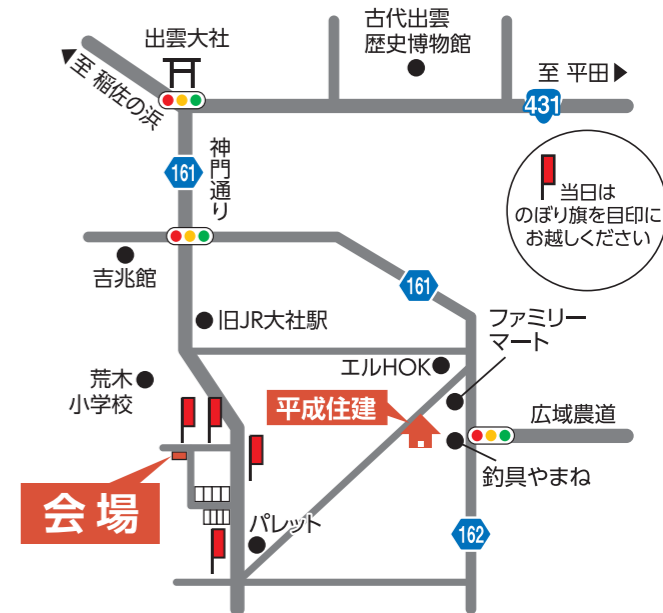 出雲大社
古代出雲
歴史博物館
至 稲佐の浜
至 平田
431
161
神門通り
当日は
のぼり旗を目印に
お越しください
吉兆館
161
旧JR大社駅
ファミリー
マート
エルHOK
荒木
小学校
平成住建
広域農道
釣具やまね
会場
パレット
162